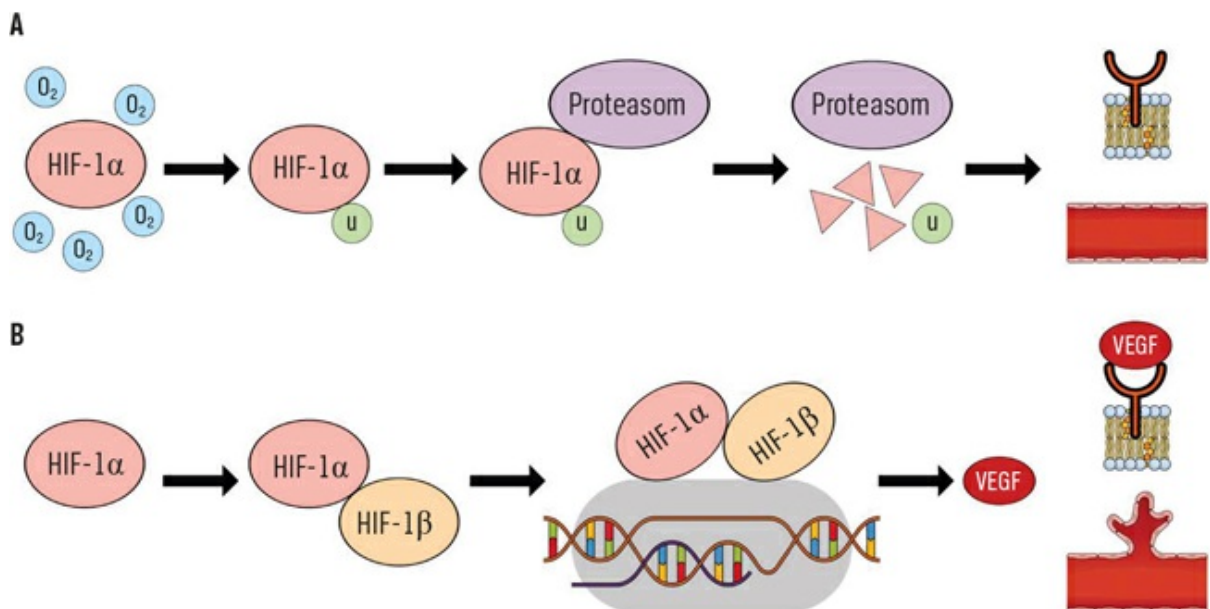 A
O2
O2
HIF-1α
O2
O2
O2
HIF-1α
u
Proteasom
HIF-1α
u
Proteasom
u
B
HIF-1α
HIF-1α
HIF-1β
HIF-1α
HIF-1β
VEGF
VEGF